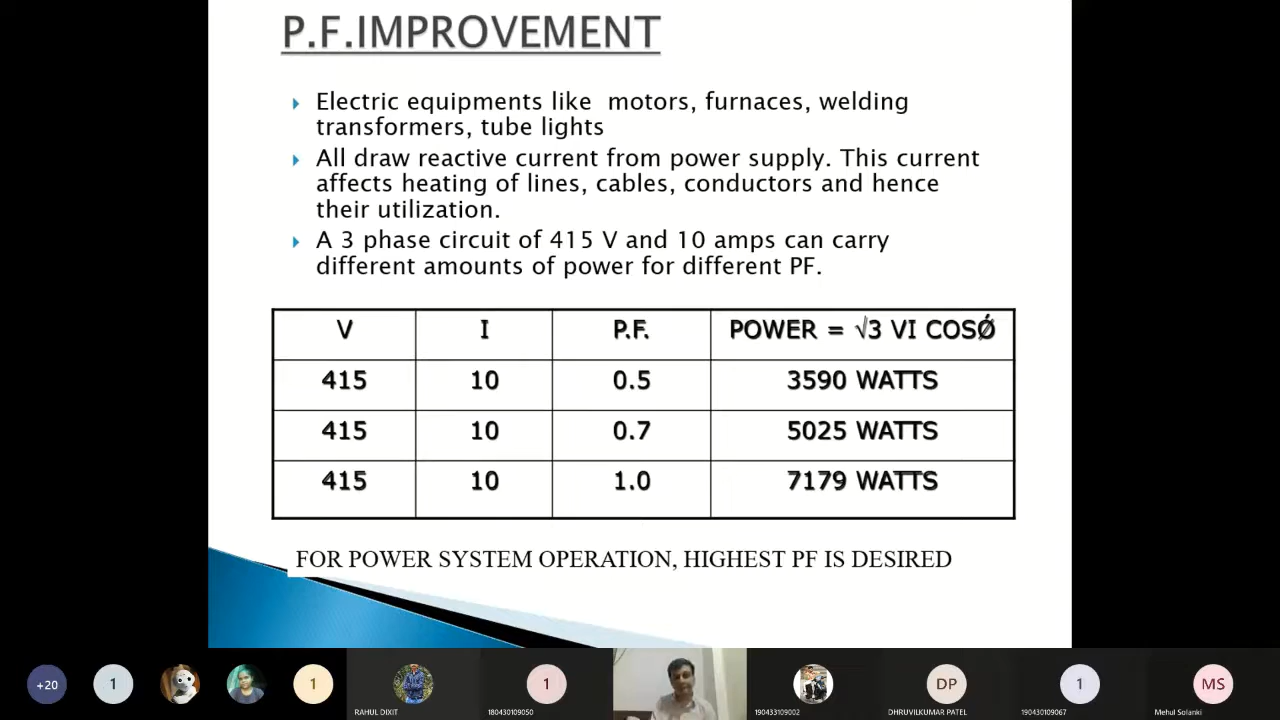 P.F.IMPROVEMENT
Electric equipments like motors, furnaces, welding
transformers, tube lights
All draw reactive current from power supply. This current
affects heating of lines, cables, conductors and hence
their utilization.
A 3 phase circuit of 415 V and 10 amps can carry
different amounts of power for different PF.
V I P.F. POWER = √3 VI COSǾ
415 10 0.5 3590 WATTS
415 10 0.7 5025 WATTS
415 10 1.0 7179 WATTS
FOR POWER SYSTEM OPERATION, HIGHEST PF IS DESIRED
+20 1 1 1 DP 1 MS
RAHUL DIXIT 180430109050 190433109002 DHRUVILKUMAR PATEL 190430109067 Mehul Solanki